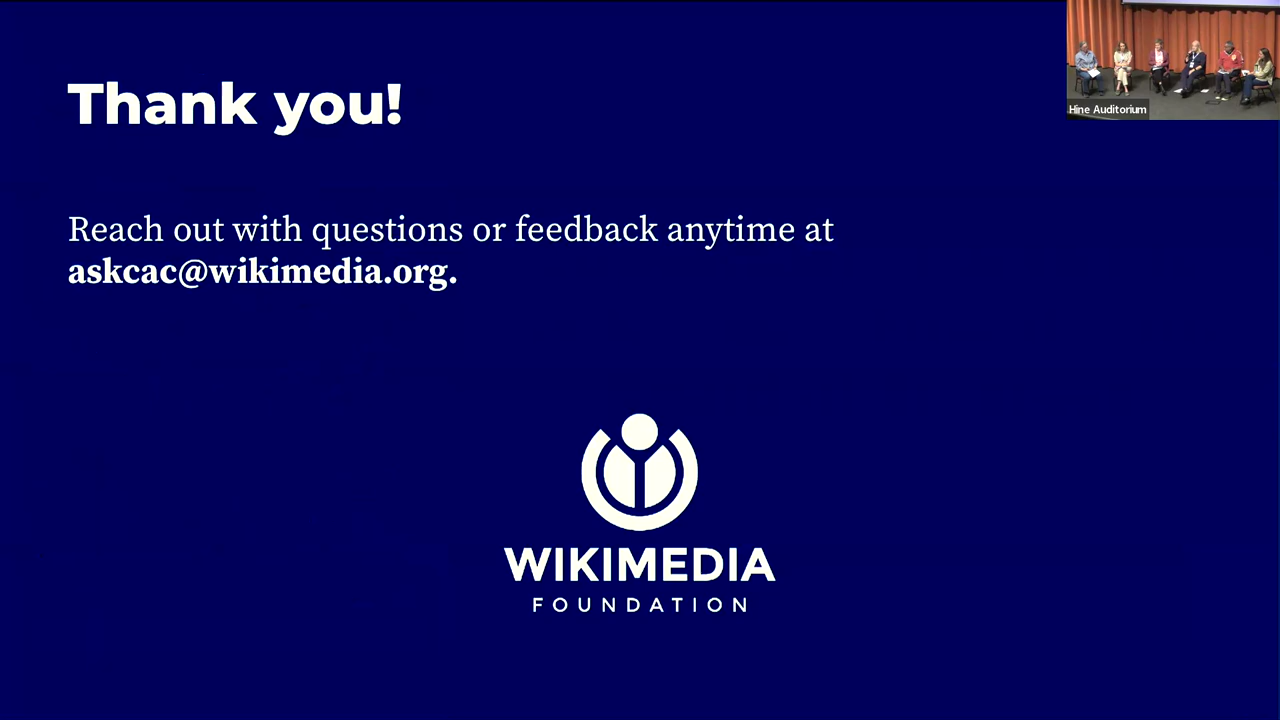 Thank you!
Hine Auditorium
Reach out with questions or feedback anytime at
askcac@wikimedia.org.
WIKIMEDIA
FOUNDATION